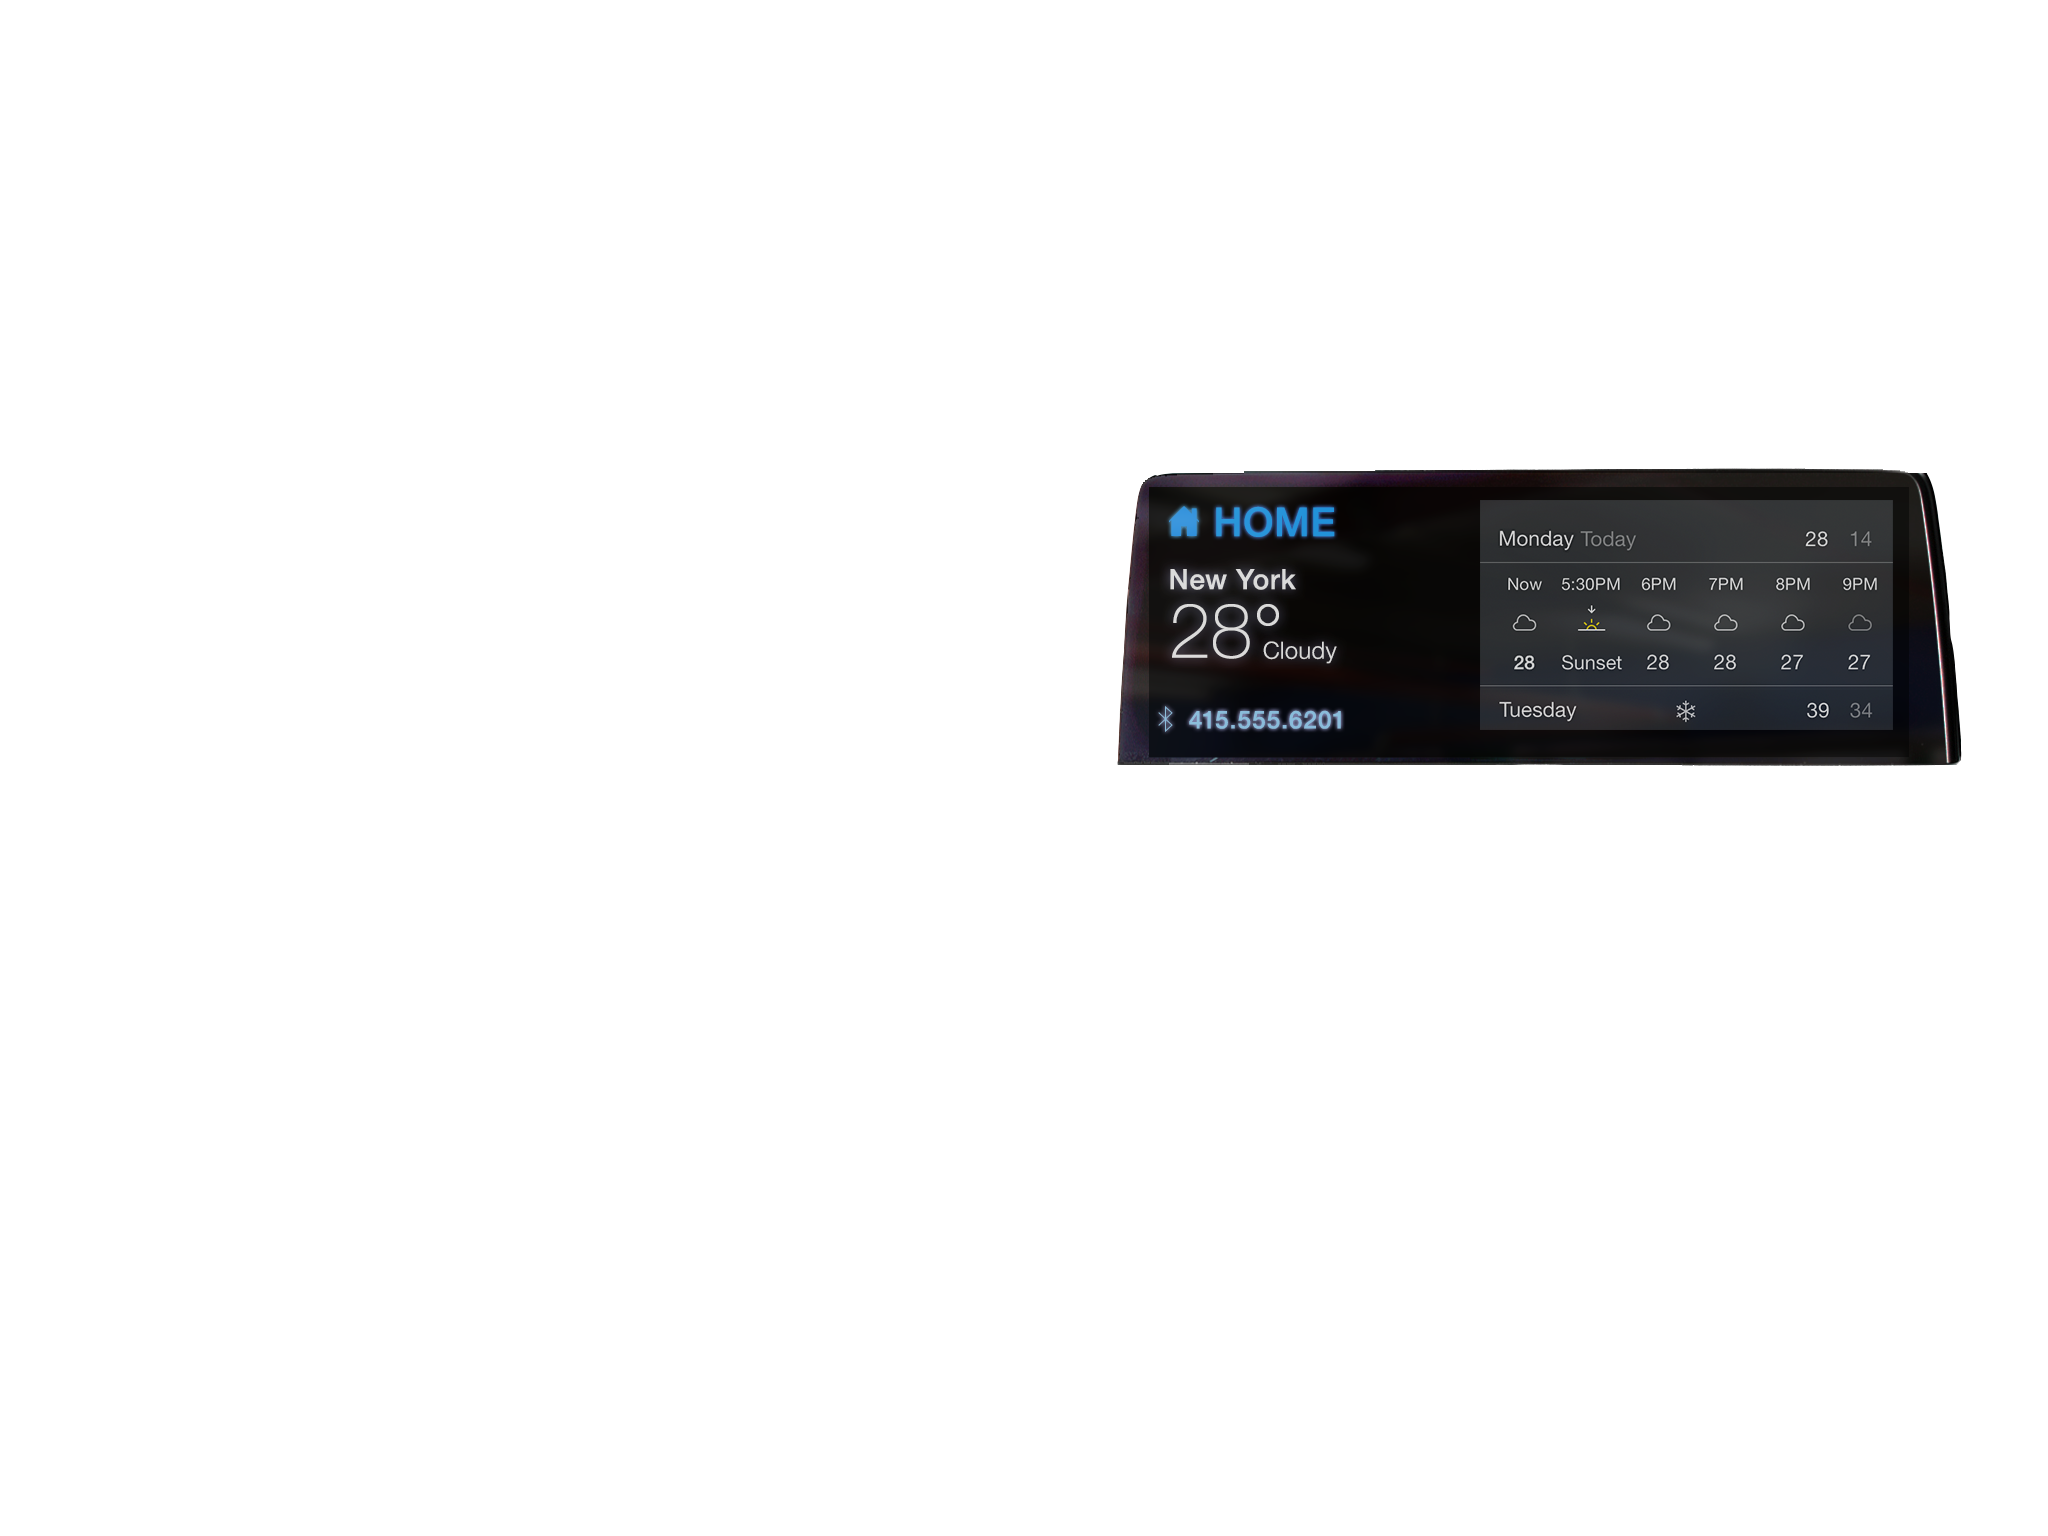 HOME
New York
28°
Cloudy
415.555.6201
Monday Today 28 14
Now 5:30PM 6PM 7PM 8PM 9PM
28 Sunset 28 28 27 27
Tuesday 39 34